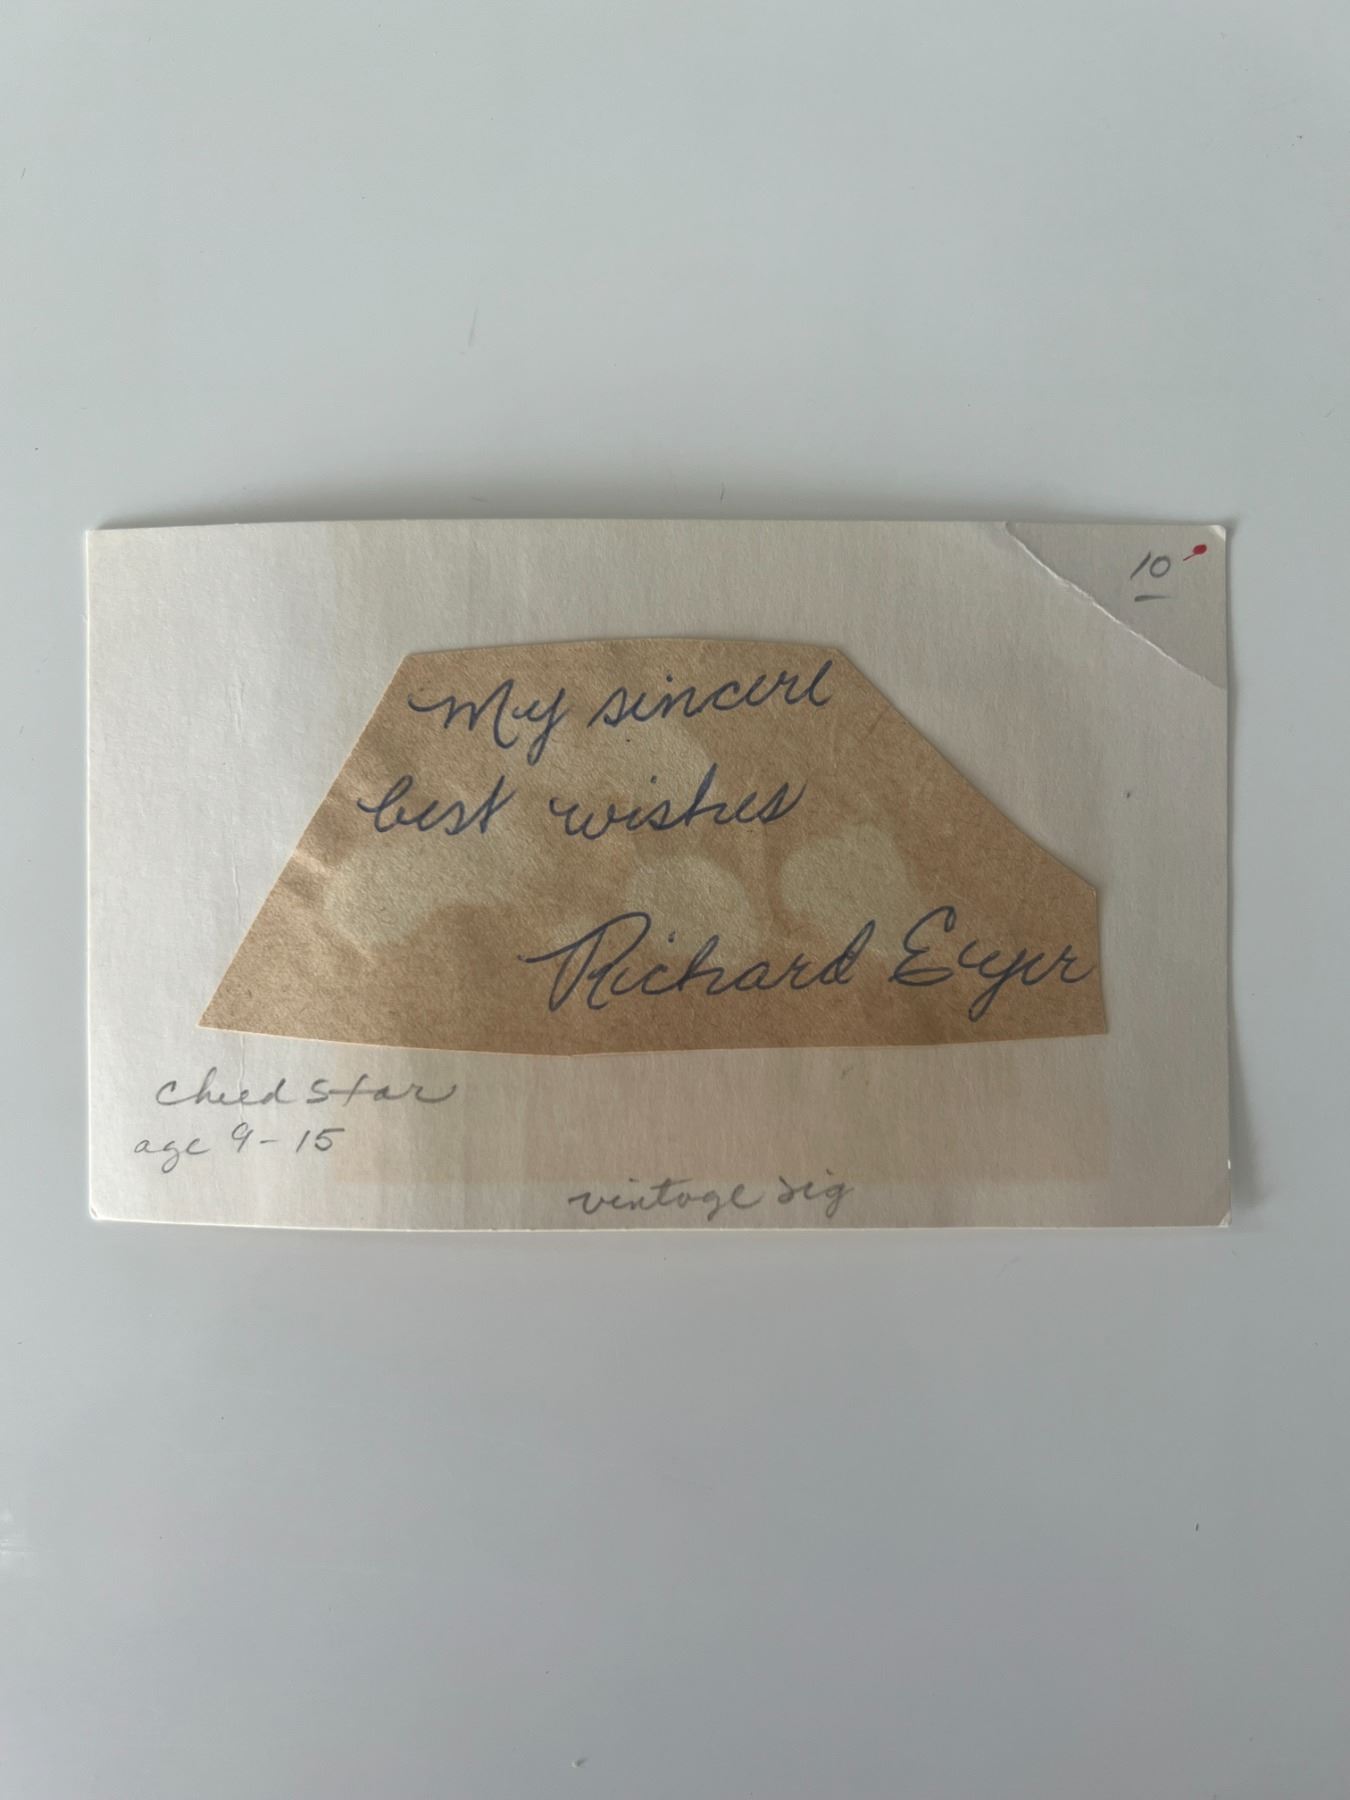 10
My sincere
best wishes
Richard Eyer
Child Star
age 9-15
vintage sig